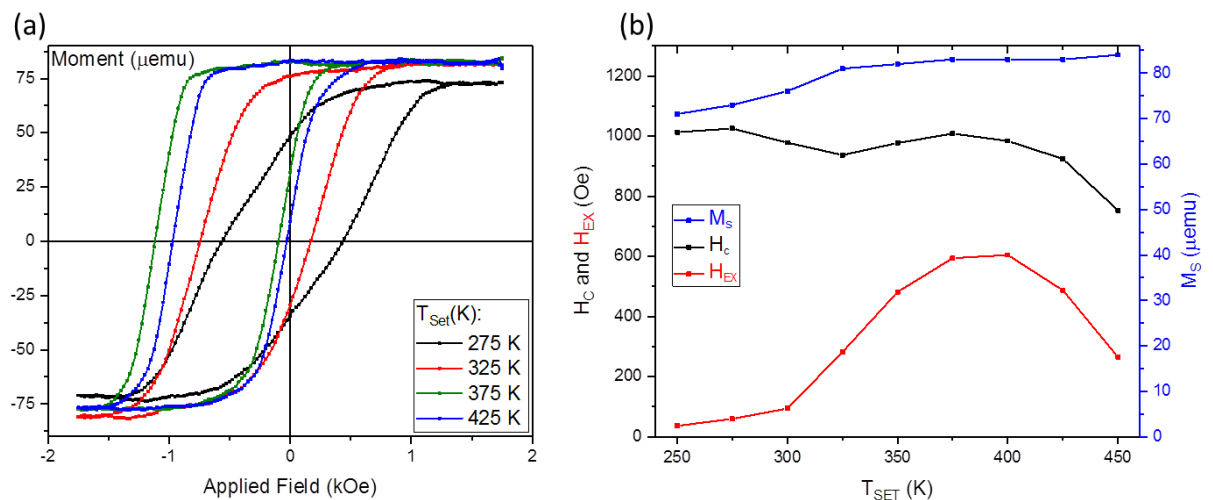 (a)
Moment (μemu)
75
50
25
0
-25
-50
-75
T_Set(K):
275 K
325 K
375 K
425 K
-2
-1
0
1
2
Applied Field (kOe)
(b)
1200
1000
800
600
400
200
0
H_C and H_EX (Oe)
M_s
H_c
H_EX
80
70
60
50
40
30
20
10
0
M_S (μemu)
250
300
350
400
450
T_SET (K)